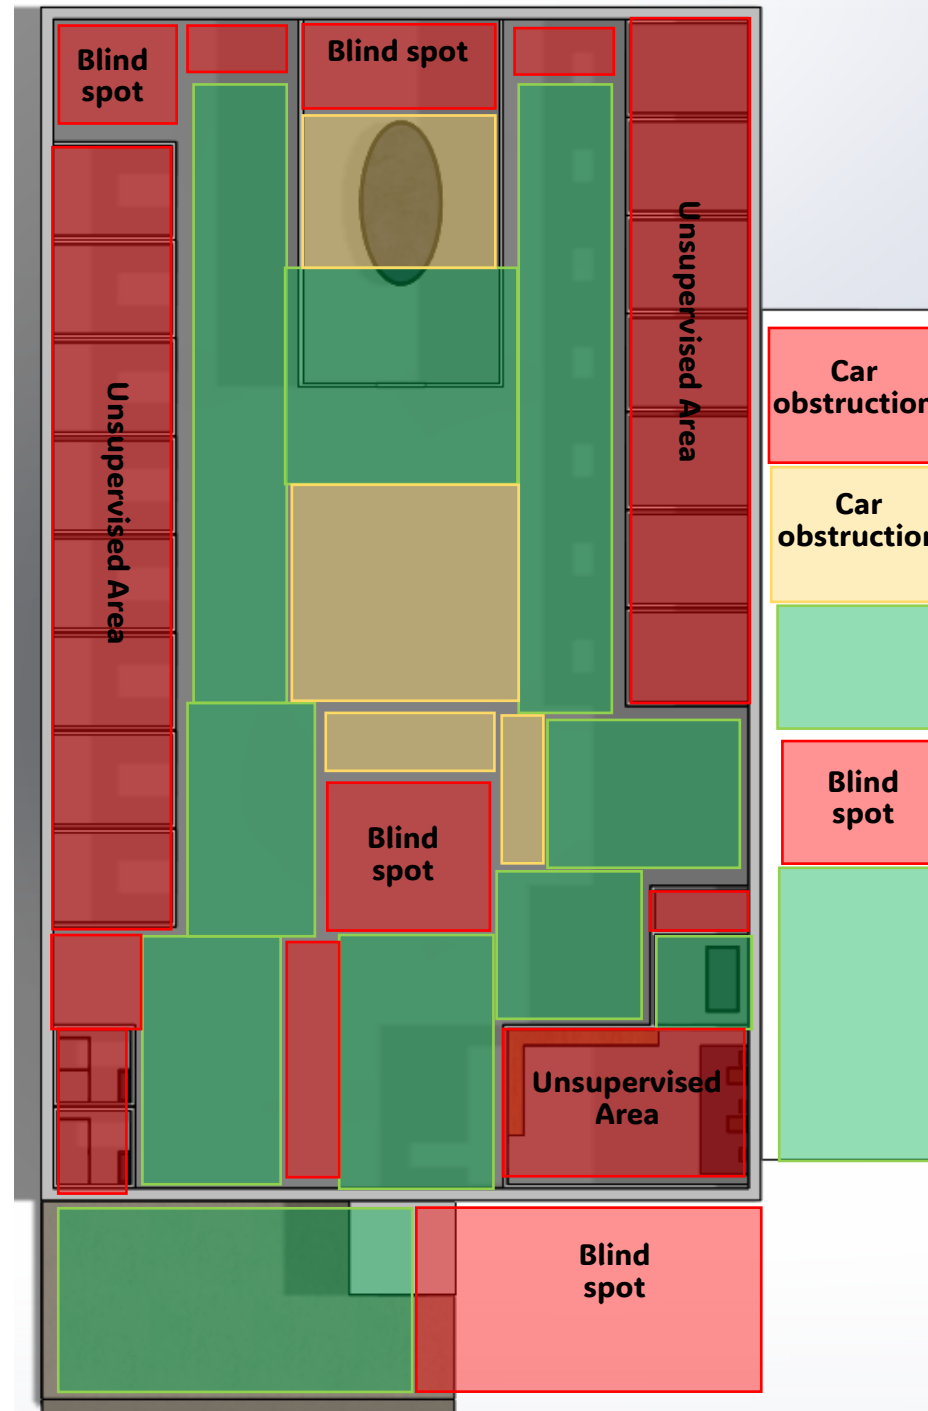 Blind
spot
Blind spot
Unsupervised Area
Car
obstruction
Unsupervised Area
Car
obstruction
Blind
spot
Blind
spot
Unsupervised
Area
Blind
spot